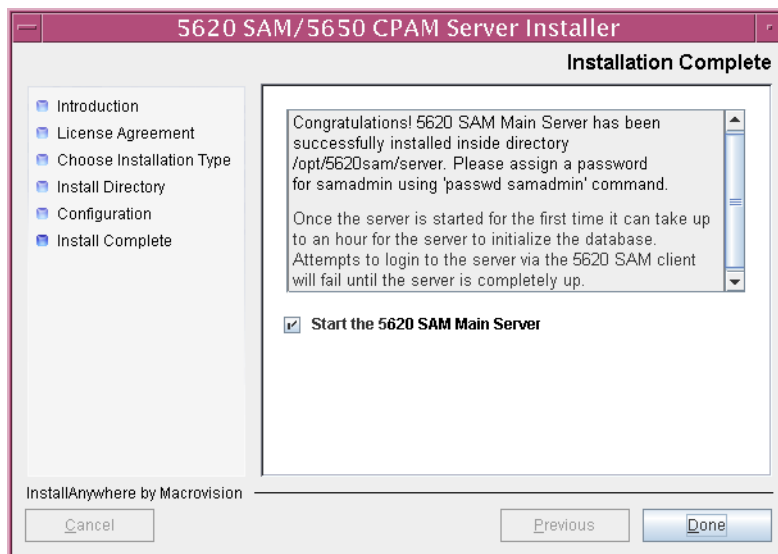 5620 SAM/5650 CPAM Server Installer
Installation Complete
Introduction
License Agreement
Choose Installation Type
Install Directory
Configuration
Install Complete
Congratulations! 5620 SAM Main Server has been
successfully installed inside directory
/opt/5620sam/server. Please assign a password
for samadmin using 'passwd samadmin' command.
Once the server is started for the first time it can take up
to an hour for the server to initialize the database.
Attempts to login to the server via the 5620 SAM client
will fail until the server is completely up.
Start the 5620 SAM Main Server
InstallAnywhere by Macrovision
Cancel
Previous
Done